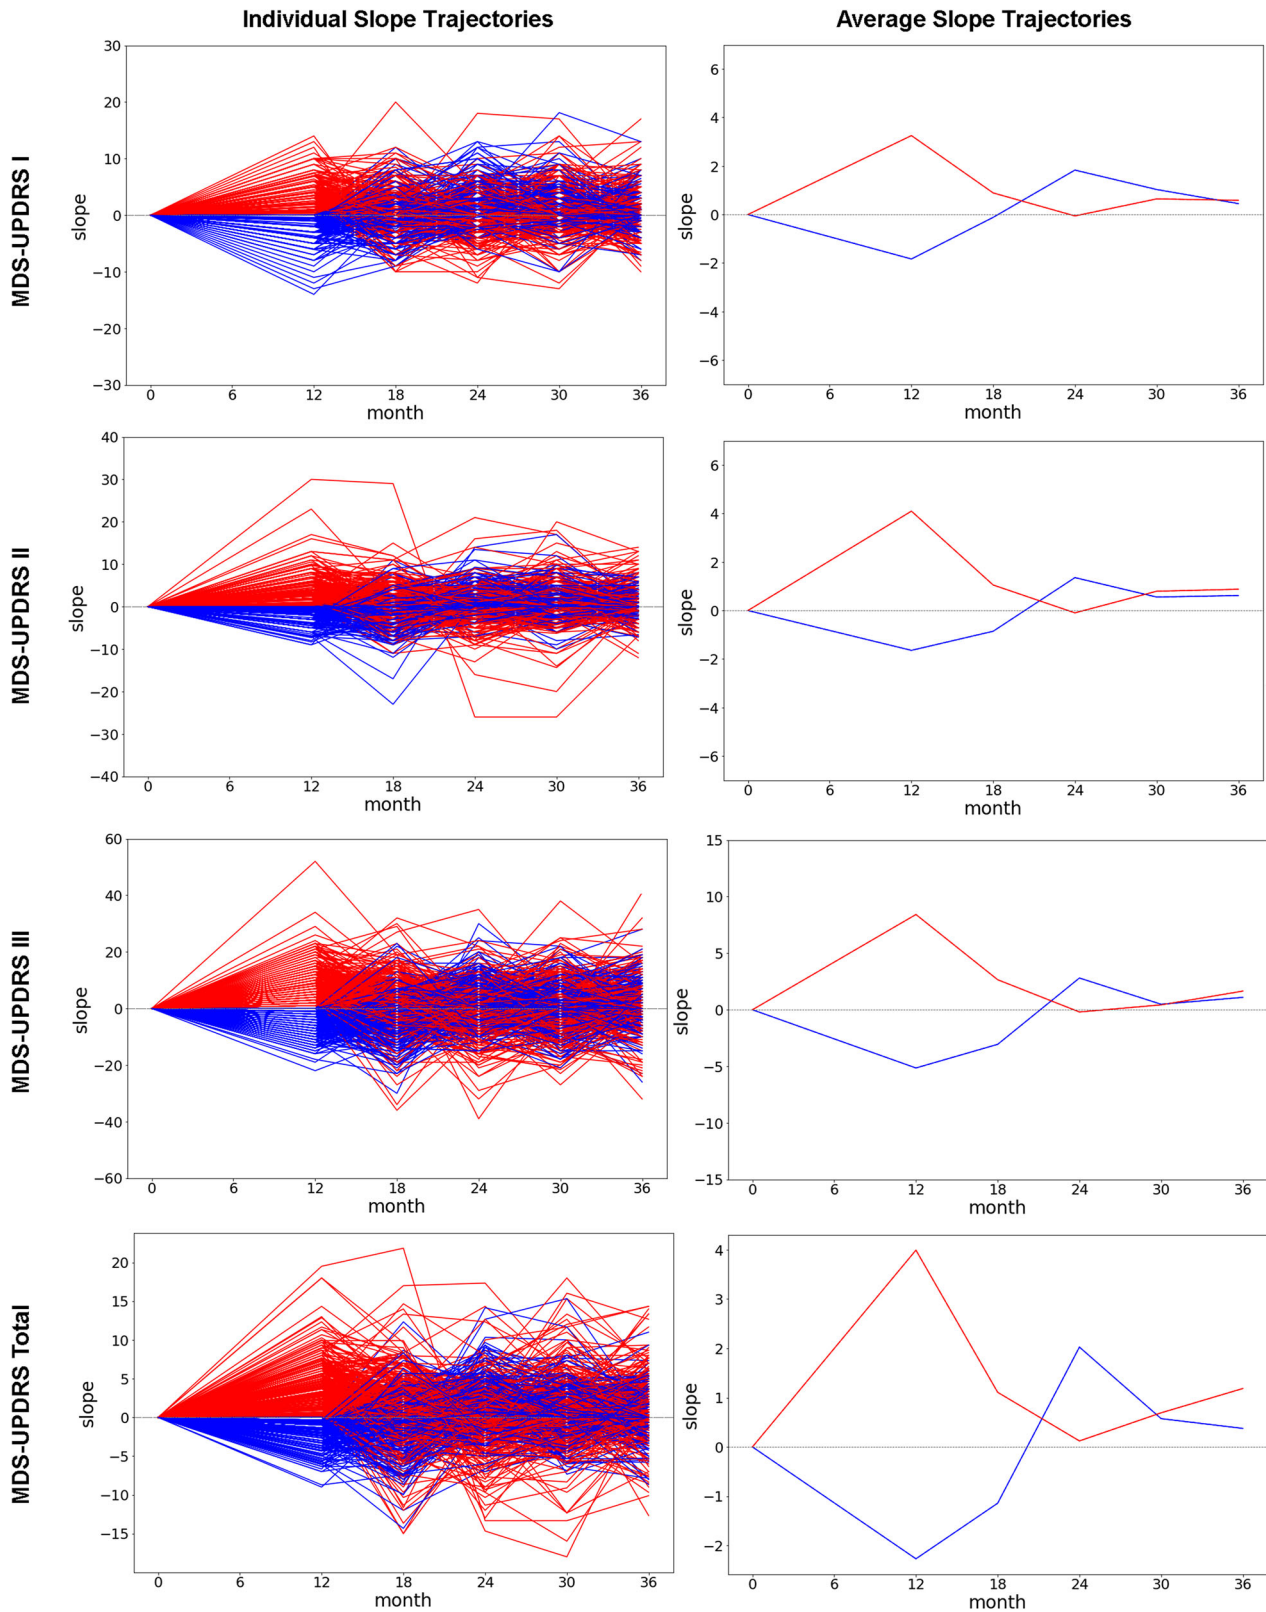 Individual Slope Trajectories
Average Slope Trajectories
MDS-UPDRS I
30
20
10
0
−10
−20
−30
slope
0 6 12 18 24 30 36
month
6
4
2
0
−2
−4
−6
slope
0 6 12 18 24 30 36
month
MDS-UPDRS II
40
30
20
10
0
−10
−20
−30
−40
slope
0 6 12 18 24 30 36
month
6
4
2
0
−2
−4
−6
slope
0 6 12 18 24 30 36
month
MDS-UPDRS III
60
40
20
0
−20
−40
−60
slope
0 6 12 18 24 30 36
month
15
10
5
0
−5
−10
−15
slope
0 6 12 18 24 30 36
month
MDS-UPDRS Total
20
15
10
5
0
−5
−10
−15
slope
0 6 12 18 24 30 36
month
4
3
2
1
0
−1
−2
slope
0 6 12 18 24 30 36
month